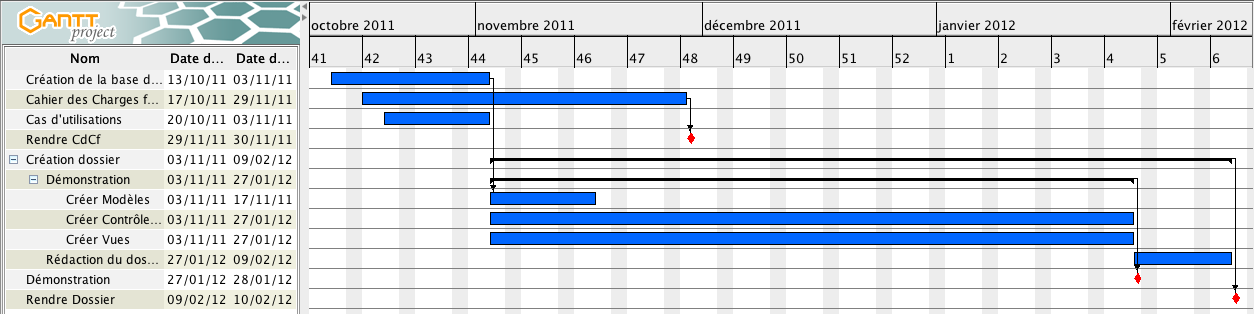 GANTT
project
octobre 2011 novembre 2011 décembre 2011 janvier 2012 février 2012
Nom Date d... Date d... 41 42 43 44 45 46 47 48 49 50 51 52 1 2 3 4 5 6
Création de la base d... 13/10/11 03/11/11
Cahier des Charges f... 17/10/11 29/11/11
Cas d'utilisations 20/10/11 03/11/11
Rendre CdCf 29/11/11 30/11/11
Création dossier 03/11/11 09/02/12
Démonstration 03/11/11 27/01/12
Créer Modèles 03/11/11 17/11/11
Créer Contrôle... 03/11/11 27/01/12
Créer Vues 03/11/11 27/01/12
Rédaction du dos... 27/01/12 09/02/12
Démonstration 27/01/12 28/01/12
Rendre Dossier 09/02/12 10/02/12